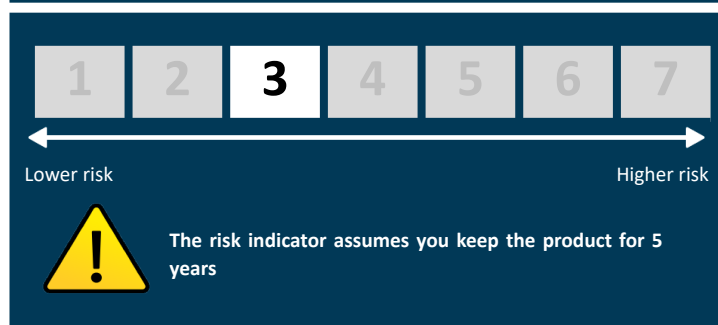 1 2 3 4 5 6 7
Lower risk Higher risk
The risk indicator assumes you keep the product for 5
years